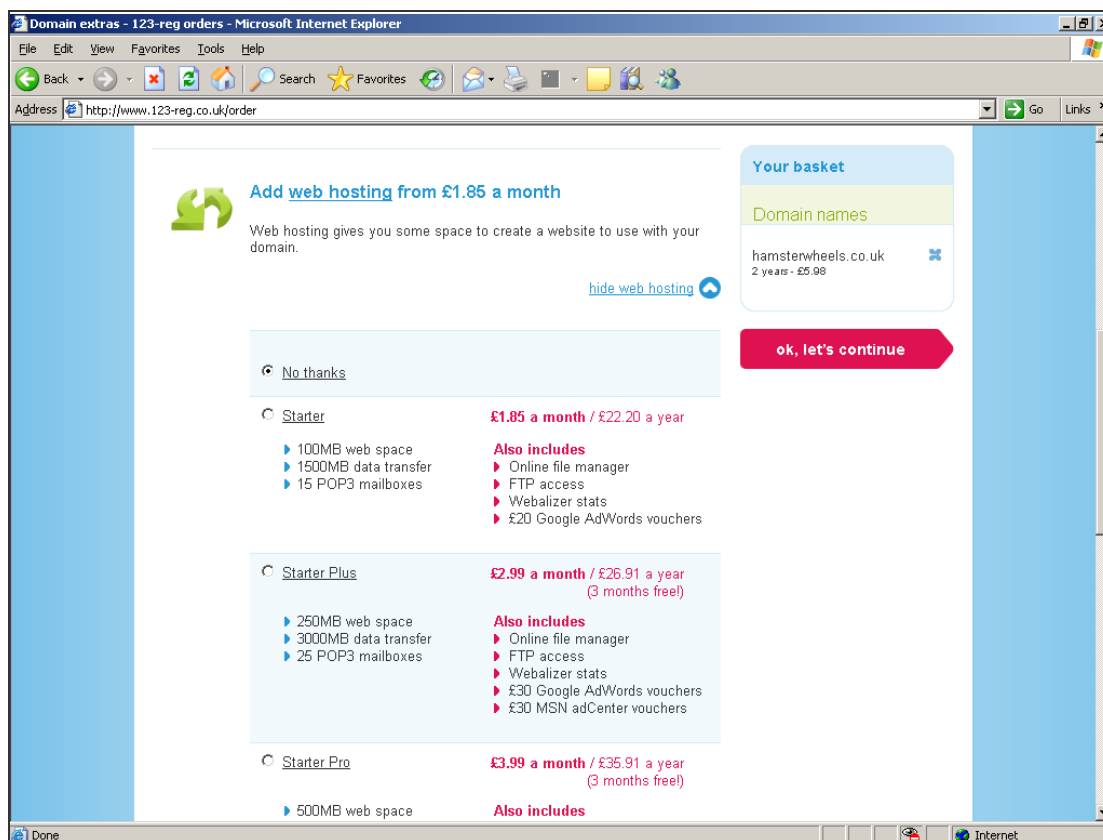 Domain extras - 123-reg orders - Microsoft Internet Explorer
File Edit View Favorites Tools Help
Back Search Favorites
Address http://www.123-reg.co.uk/order Go Links
Add web hosting from £1.85 a month
Web hosting gives you some space to create a website to use with your
domain.
hide web hosting
No thanks
Starter £1.85 a month / £22.20 a year
100MB web space
1500MB data transfer
15 POP3 mailboxes
Also includes
Online file manager
FTP access
Webalizer stats
£20 Google AdWords vouchers
Starter Plus £2.99 a month / £26.91 a year
(3 months free!)
250MB web space
3000MB data transfer
25 POP3 mailboxes
Also includes
Online file manager
FTP access
Webalizer stats
£30 Google AdWords vouchers
£30 MSN adCenter vouchers
Starter Pro £3.99 a month / £35.91 a year
(3 months free!)
500MB web space
Also includes
Your basket
Domain names
hamsterwheels.co.uk
2 years - £5.98
ok, let's continue
Done Internet